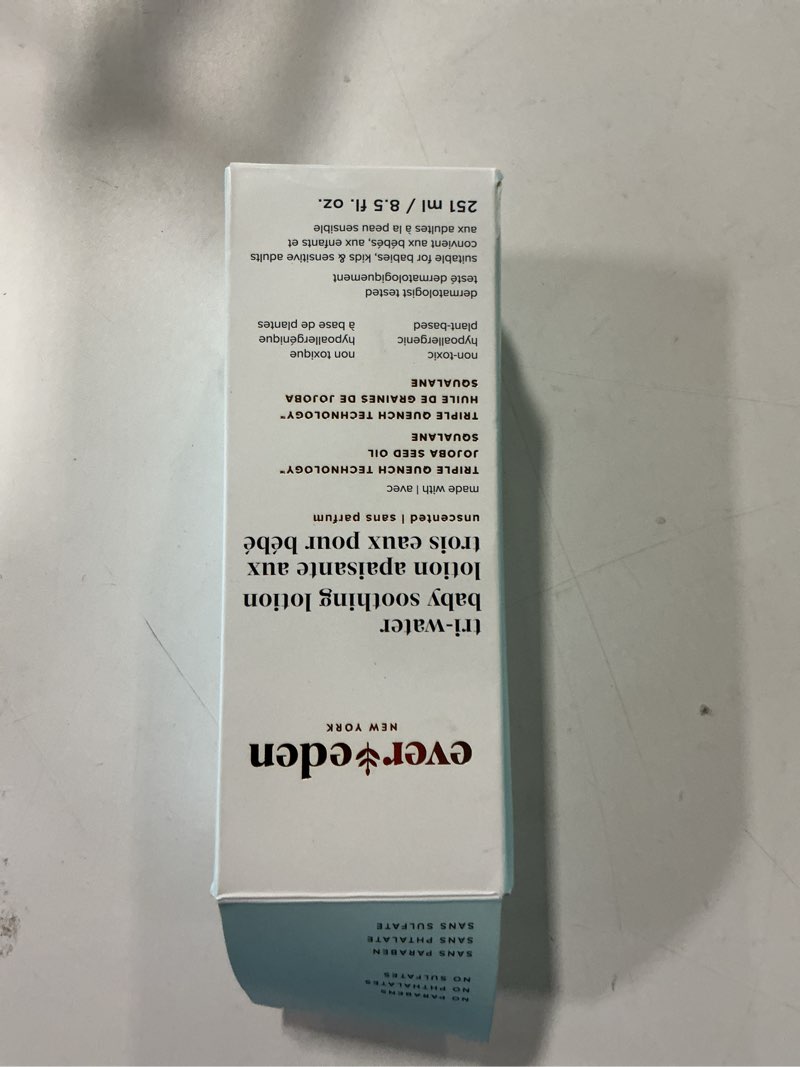 NO PARABENS
NO PHTHALATES
NO SULFATES
SANS PARABEN
SANS PHTALATE
SANS SULFATE
ever eden
NEW YORK
tri-water
baby soothing lotion
lotion apaisante aux
trois eaux pour bébé
unscented | sans parfum
made with | avec
TRIPLE QUENCH TECHNOLOGY™
JOJOBA SEED OIL
SQUALANE
TRIPLE QUENCH TECHNOLOGY™
HUILE DE GRAINES DE JOJOBA
SQUALANE
non-toxic
hypoallergenic
plant-based
non toxique
hypoallergénique
à base de plantes
dermatologist tested
testé dermatologiquement
suitable for babies, kids & sensitive adults
convient aux bébés, aux enfants et
aux adultes à la peau sensible
251 ml / 8.5 fl. oz.